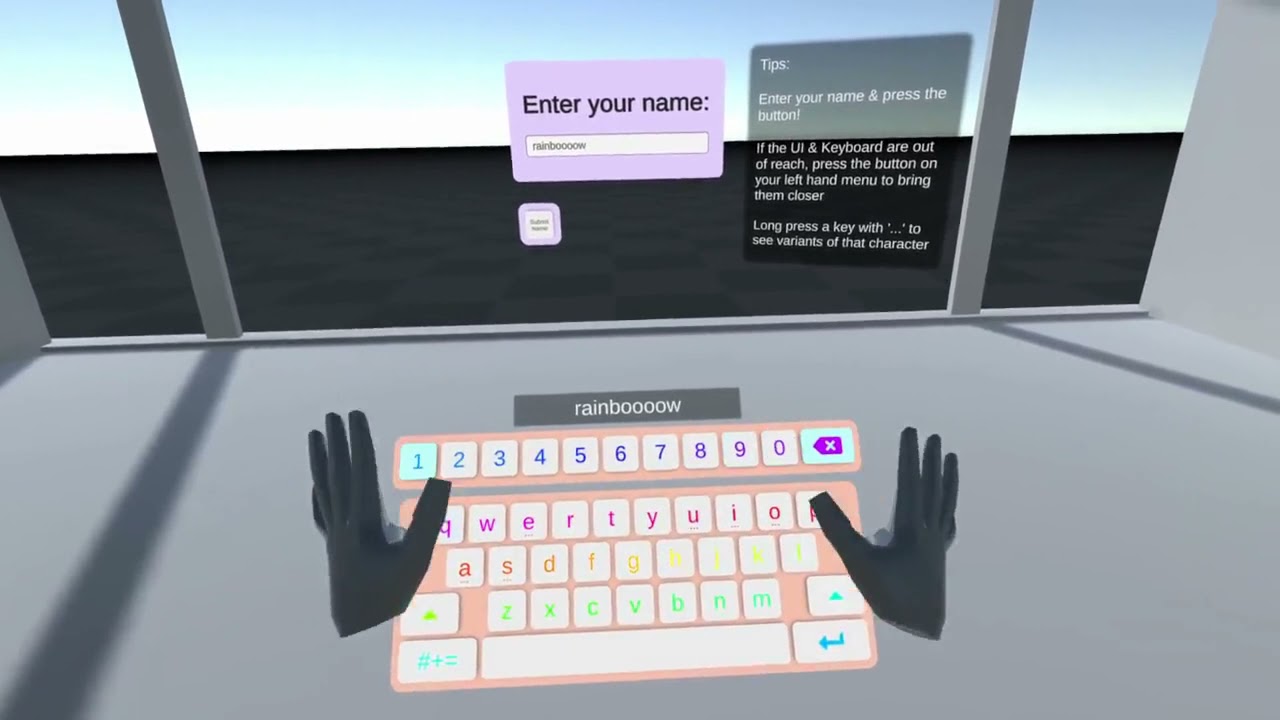 Enter your name:
rainboooow
Submit
name
Tips:
Enter your name & press the
button!
If the UI & Keyboard are out
of reach, press the button on
your left hand menu to bring
them closer
Long press a key with '...' to
see variants of that character
rainboooow
1 2 3 4 5 6 7 8 9 0
q w e r t y u i o p
a s d f g h j k l
z x c v b n m
#+=